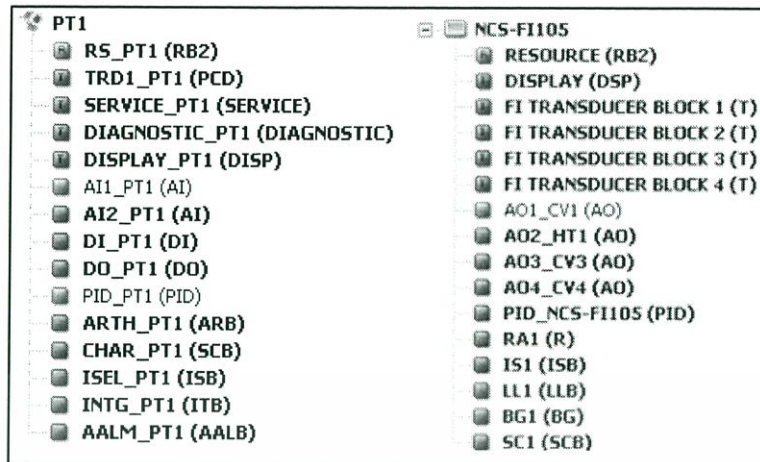 PT1
RS_PT1 (RB2)
TRD1_PT1 (PCD)
SERVICE_PT1 (SERVICE)
DIAGNOSTIC_PT1 (DIAGNOSTIC)
DISPLAY_PT1 (DISP)
AI1_PT1 (AI)
AI2_PT1 (AI)
DI_PT1 (DI)
DO_PT1 (DO)
PID_PT1 (PID)
ARTH_PT1 (ARB)
CHAR_PT1 (SCB)
ISEL_PT1 (ISB)
INTG_PT1 (ITB)
AALM_PT1 (AALB)
NCS-FI105
RESOURCE (RB2)
DISPLAY (DSP)
FI TRANSDUCER BLOCK 1 (T)
FI TRANSDUCER BLOCK 2 (T)
FI TRANSDUCER BLOCK 3 (T)
FI TRANSDUCER BLOCK 4 (T)
AO1_CV1 (AO)
AO2_HT1 (AO)
AO3_CV3 (AO)
AO4_CV4 (AO)
PID_NCS-FI105 (PID)
RA1 (R)
IS1 (ISB)
LL1 (LLB)
BG1 (BG)
SC1 (SCB)